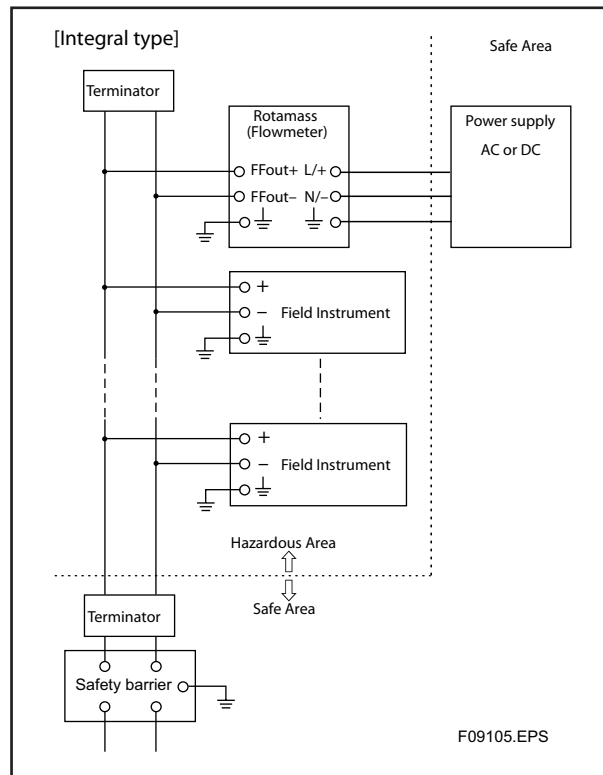 [Integral type]
Safe Area
Terminator
Rotamass
(Flowmeter)
Power supply
AC or DC
FFout+ L/+
FFout– N/–
+
– Field Instrument
+
– Field Instrument
Hazardous Area
Safe Area
Terminator
Safety barrier
F09105.EPS